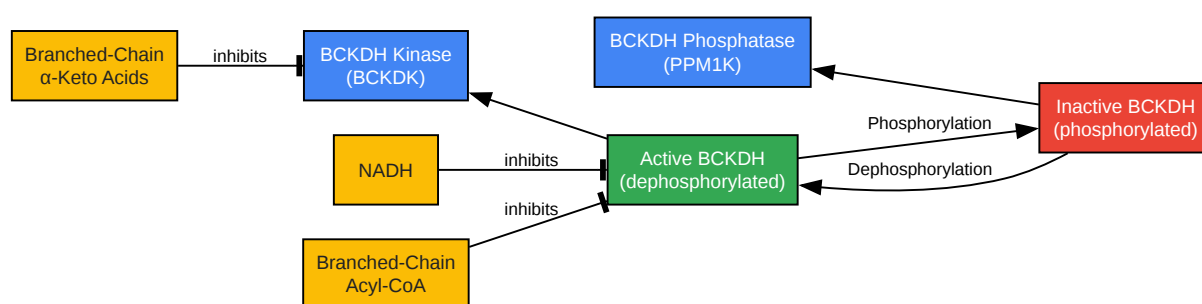 Branched-Chain
α-Keto Acids
inhibits
BCKDH Kinase
(BCKDK)
BCKDH Phosphatase
(PPM1K)
Inactive BCKDH
(phosphorylated)
Phosphorylation
Dephosphorylation
NADH
inhibits
Active BCKDH
(dephosphorylated)
inhibits
Branched-Chain
Acyl-CoA